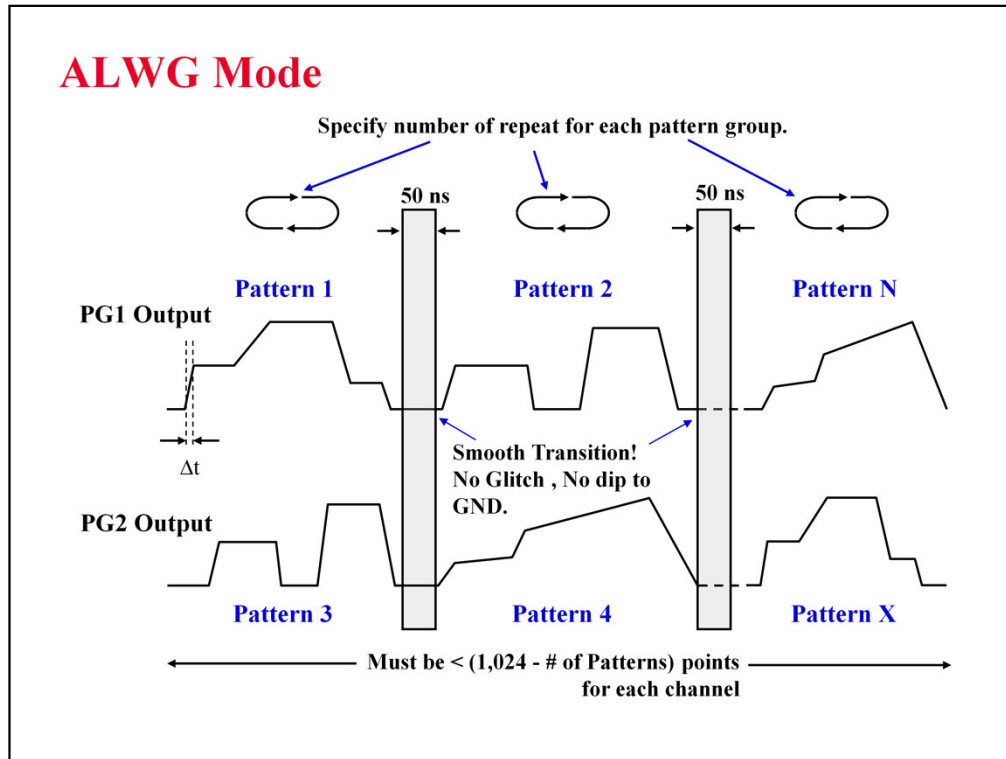 ALWG Mode
Specify number of repeat for each pattern group.
50 ns
50 ns
Pattern 1
Pattern 2
Pattern N
PG1 Output
Δt
Smooth Transition!
No Glitch , No dip to
GND.
PG2 Output
Pattern 3
Pattern 4
Pattern X
Must be < (1,024 - # of Patterns) points
for each channel